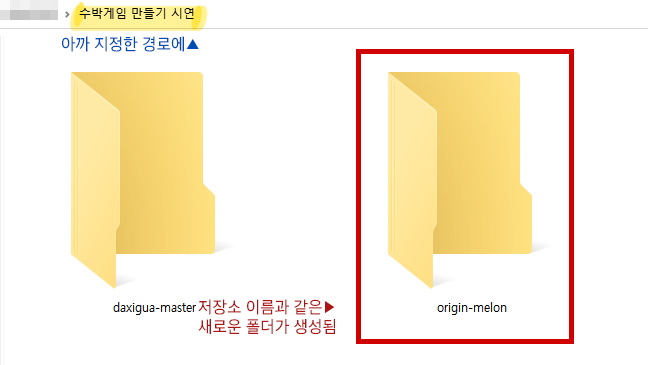 > 수박게임 만들기 시연
아까 지정한 경로에▲
daxigua-master
저장소 이름과 같은▶
새로운 폴더가 생성됨
origin-melon